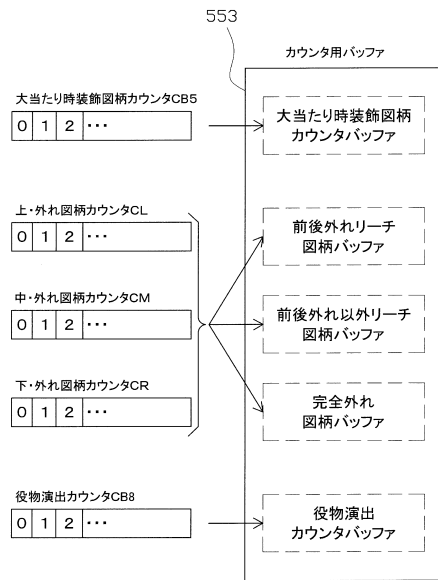 553
カウンタ用バッファ
大当たり時装飾図柄カウンタCB5
0 1 2 ･･･
大当たり時装飾図柄
カウンタバッファ
上・外れ図柄カウンタCL
0 1 2 ･･･
中・外れ図柄カウンタCM
0 1 2 ･･･
下・外れ図柄カウンタCR
0 1 2 ･･･
前後外れリーチ
図柄バッファ
前後外れ以外リーチ
図柄バッファ
完全外れ
図柄バッファ
役物演出カウンタCB8
0 1 2 ･･･
役物演出
カウンタバッファ